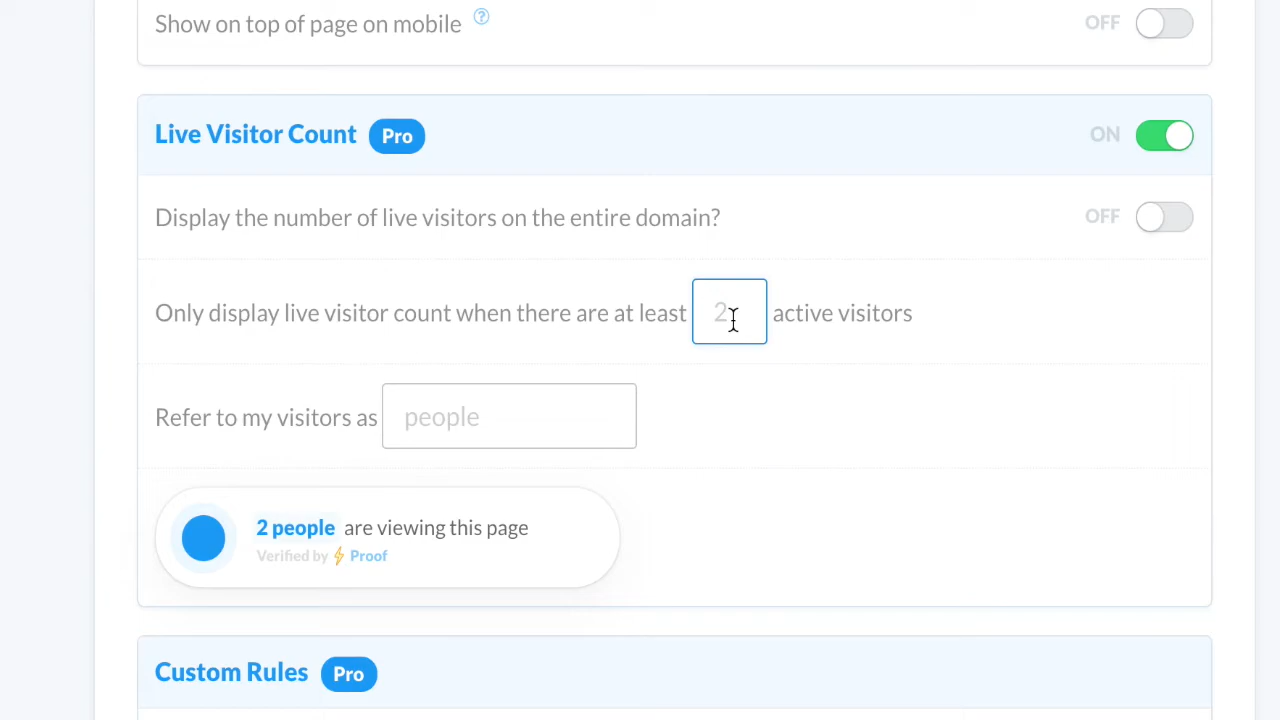 Show on top of page on mobile ? OFF
Live Visitor Count Pro ON
Display the number of live visitors on the entire domain? OFF
Only display live visitor count when there are at least 2 active visitors
Refer to my visitors as people
2 people are viewing this page
Verified by Proof
Custom Rules Pro